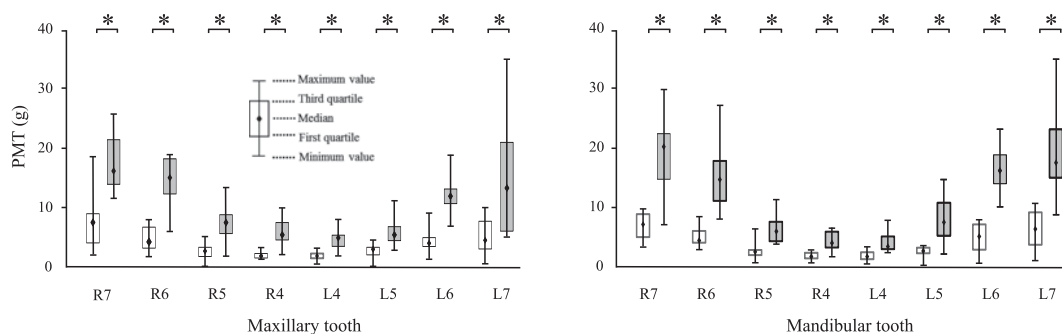 * * * * * * * *
40
30
20
10
0
PMT (g)
Maximum value
Third quartile
Median
First quartile
Minimum value
R7 R6 R5 R4 L4 L5 L6 L7
Maxillary tooth
* * * * * * * *
40
30
20
10
0
R7 R6 R5 R4 L4 L5 L6 L7
Mandibular tooth